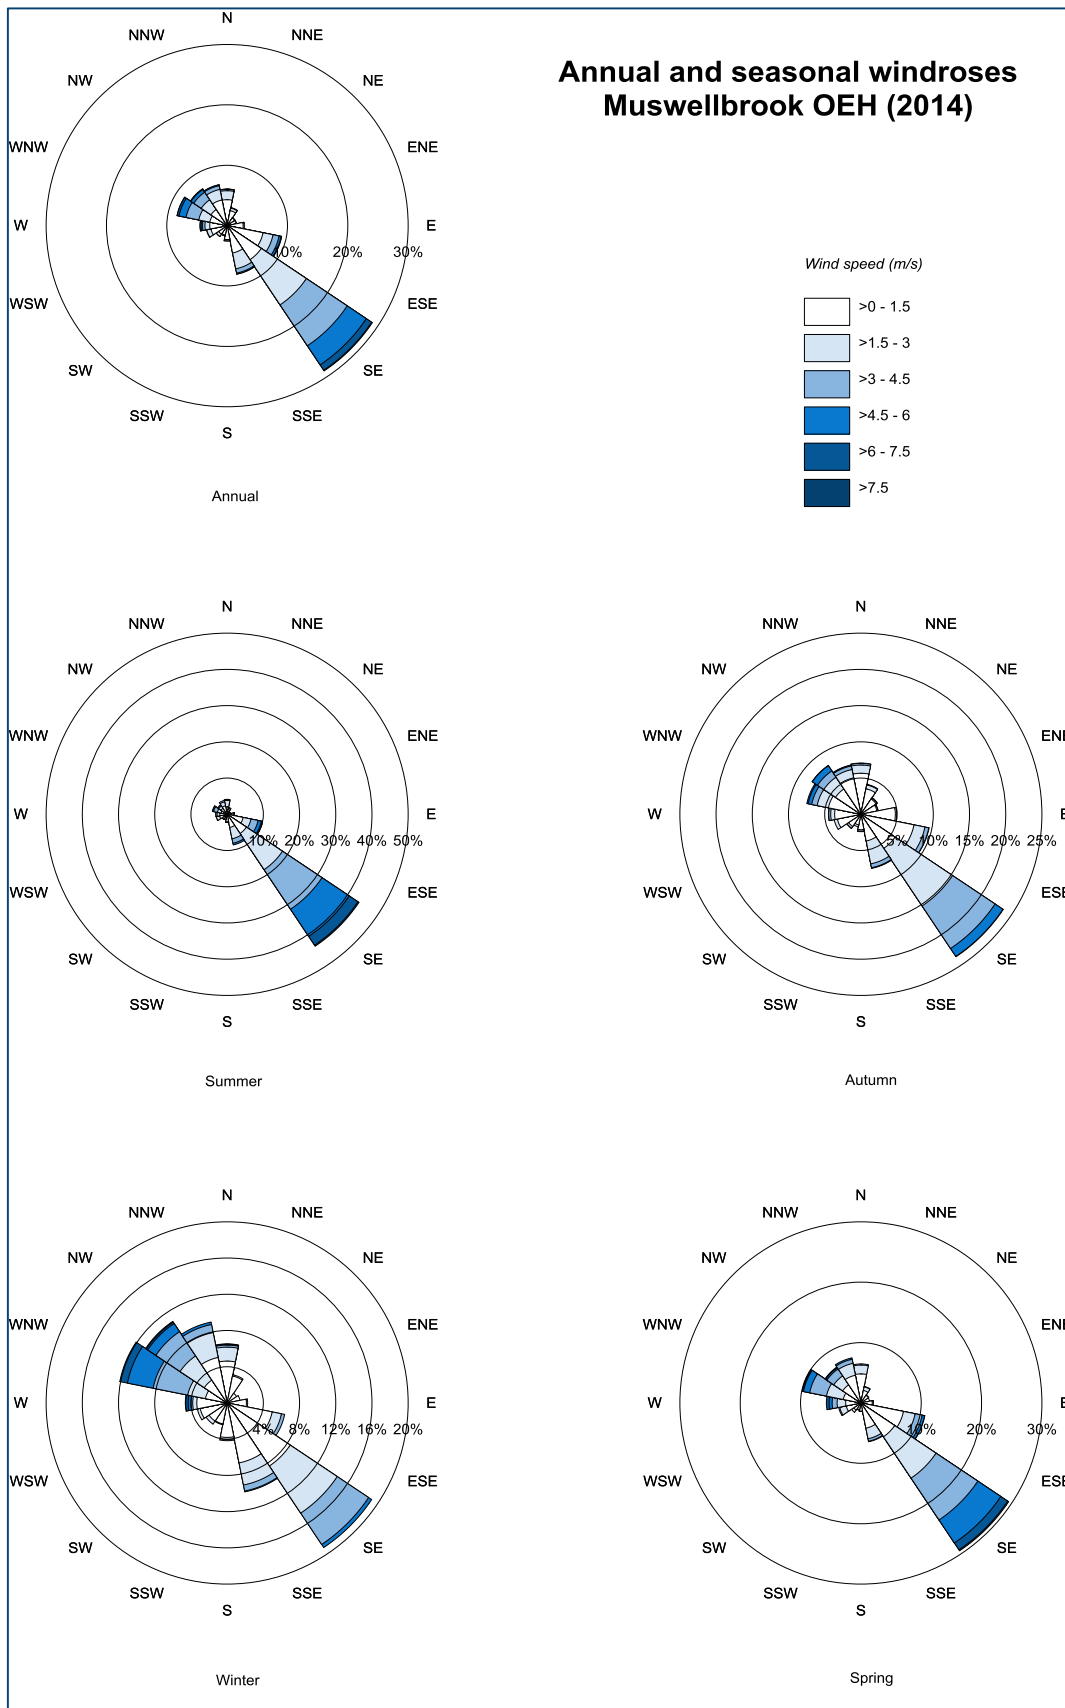 Annual and seasonal windroses
Muswellbrook OEH (2014)
N
NNW NNE
NW NE
WNW ENE
W E
10% 20% 30%
WSW ESE
SW SE
SSW SSE
S
Annual
Wind speed (m/s)
>0 - 1.5
>1.5 - 3
>3 - 4.5
>4.5 - 6
>6 - 7.5
>7.5
N
NNW NNE
NW NE
WNW ENE
W E
10% 20% 30% 40% 50%
WSW ESE
SW SE
SSW SSE
S
Summer
N
NNW NNE
NW NE
WNW ENE
W E
5% 10% 15% 20% 25%
WSW ESE
SW SE
SSW SSE
S
Autumn
N
NNW NNE
NW NE
WNW ENE
W E
4% 8% 12% 16% 20%
WSW ESE
SW SE
SSW SSE
S
Winter
N
NNW NNE
NW NE
WNW ENE
W E
10% 20% 30%
WSW ESE
SW SE
SSW SSE
S
Spring